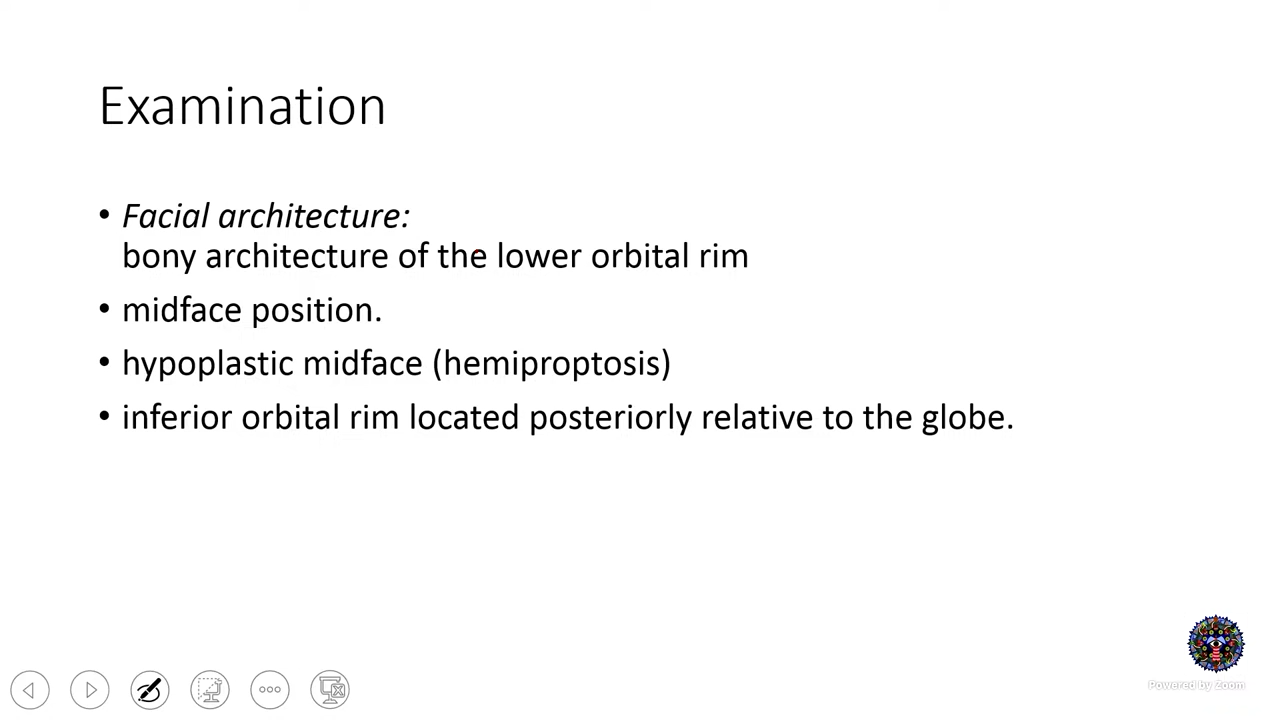 Examination
• Facial architecture:
bony architecture of the lower orbital rim
• midface position.
• hypoplastic midface (hemiproptosis)
• inferior orbital rim located posteriorly relative to the globe.
Powered by Zoom